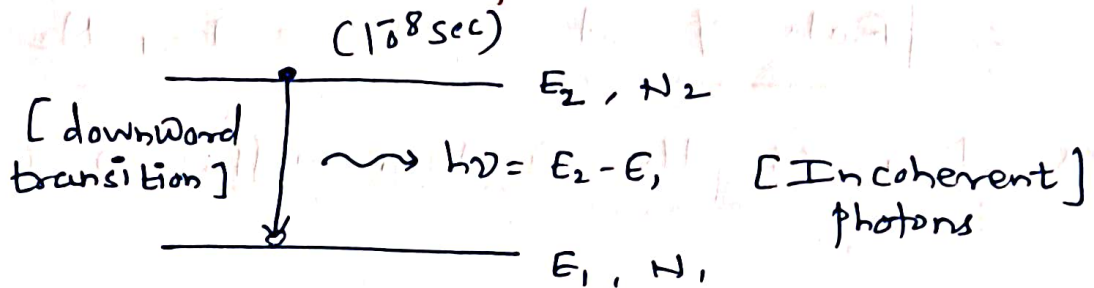 (10⁻⁸ sec)
E₂, N₂
[downward
transition]
hν = E₂ - E₁
[Incoherent]
photons
E₁, N₁